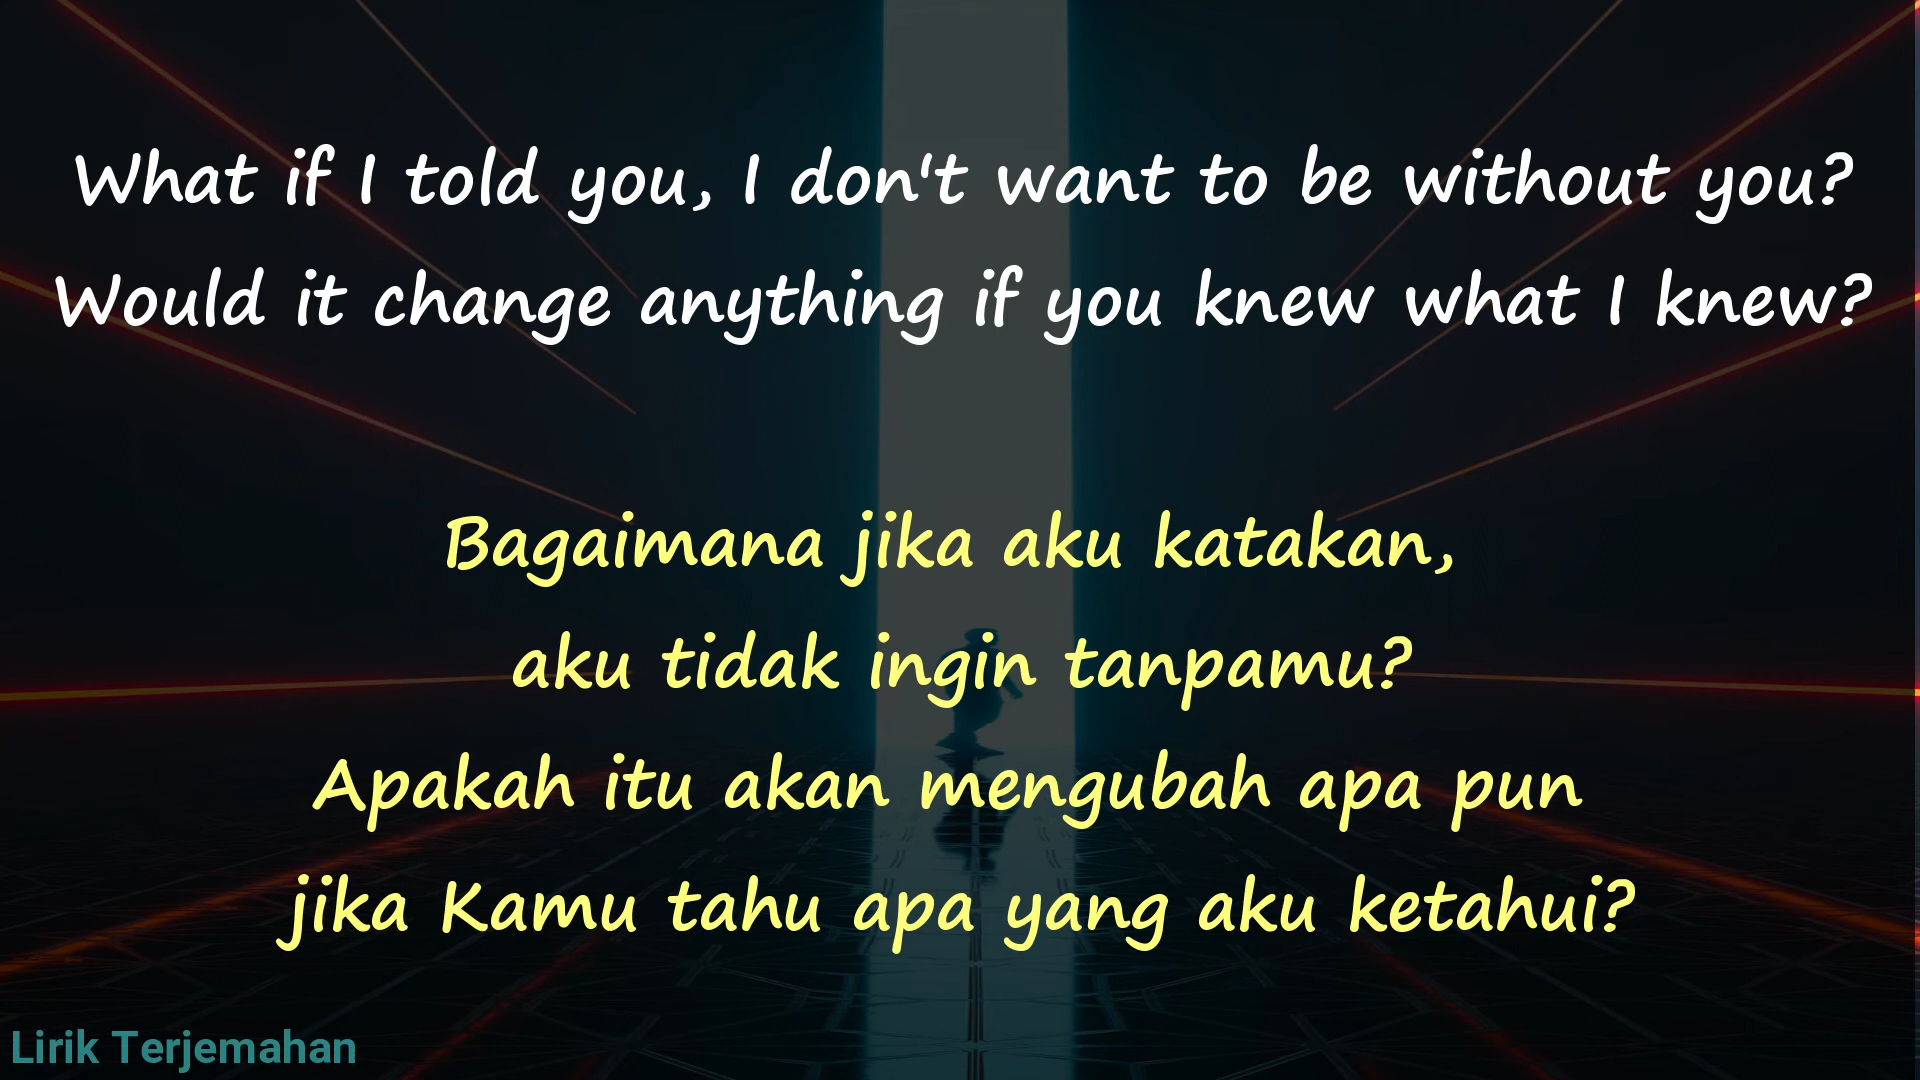 What if I told you, I don't want to be without you?
Would it change anything if you knew what I knew?
Bagaimana jika aku katakan,
aku tidak ingin tanpamu?
Apakah itu akan mengubah apa pun
jika Kamu tahu apa yang aku ketahui?
Lirik Terjemahan